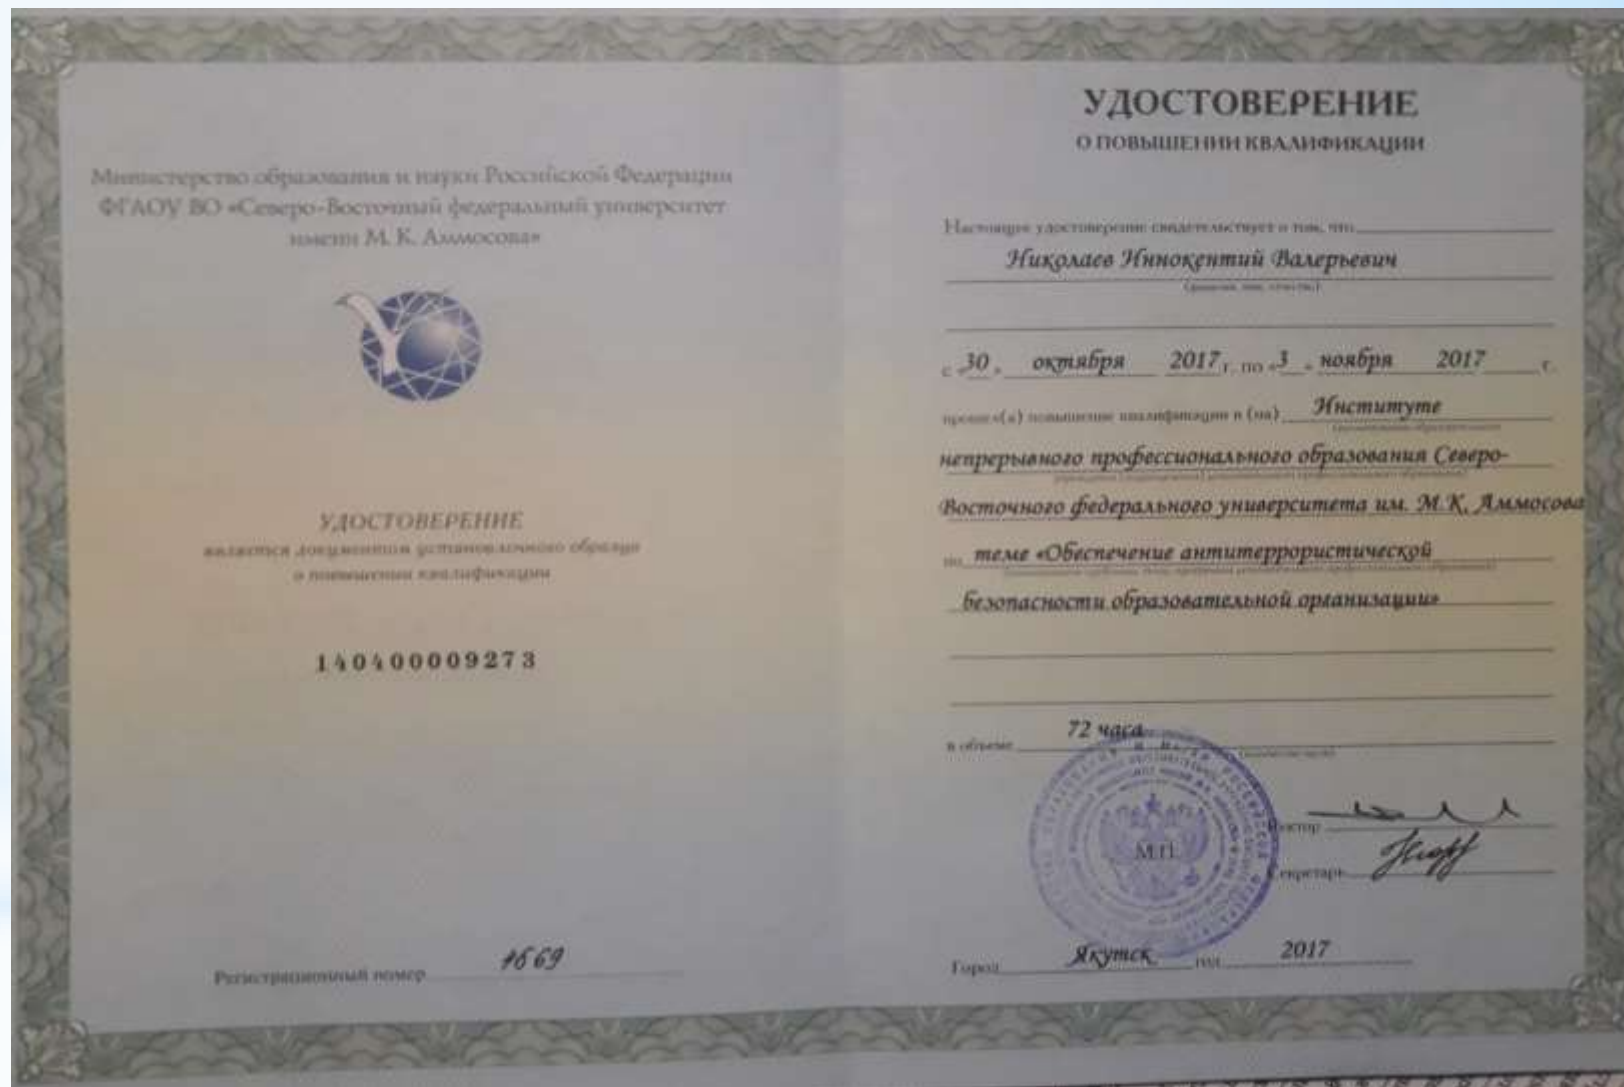 Министерство образования и науки Российской Федерации
ФГАОУ ВО «Северо-Восточный федеральный университет
имени М. К. Аммосова»
УДОСТОВЕРЕНИЕ
является документом установленного образца
о повышении квалификации
140400009273
Регистрационный номер
УДОСТОВЕРЕНИЕ
О ПОВЫШЕНИИ КВАЛИФИКАЦИИ
Настоящее удостоверение свидетельствует о том, что
Николаев Иннокентий Валерьевич
(фамилия, имя, отчество)
с «30» октября 2017 г. по «3» ноября 2017 г.
прошел(а) повышение квалификации в (на) Институте
непрерывного профессионального образования Северо-
Восточного федерального университета им. М.К. Аммосова
по теме «Обеспечение антитеррористической
безопасности образовательной организации»
в объеме 72 часа
М.П.
Ректор
Секретарь
Город Якутск год 2017